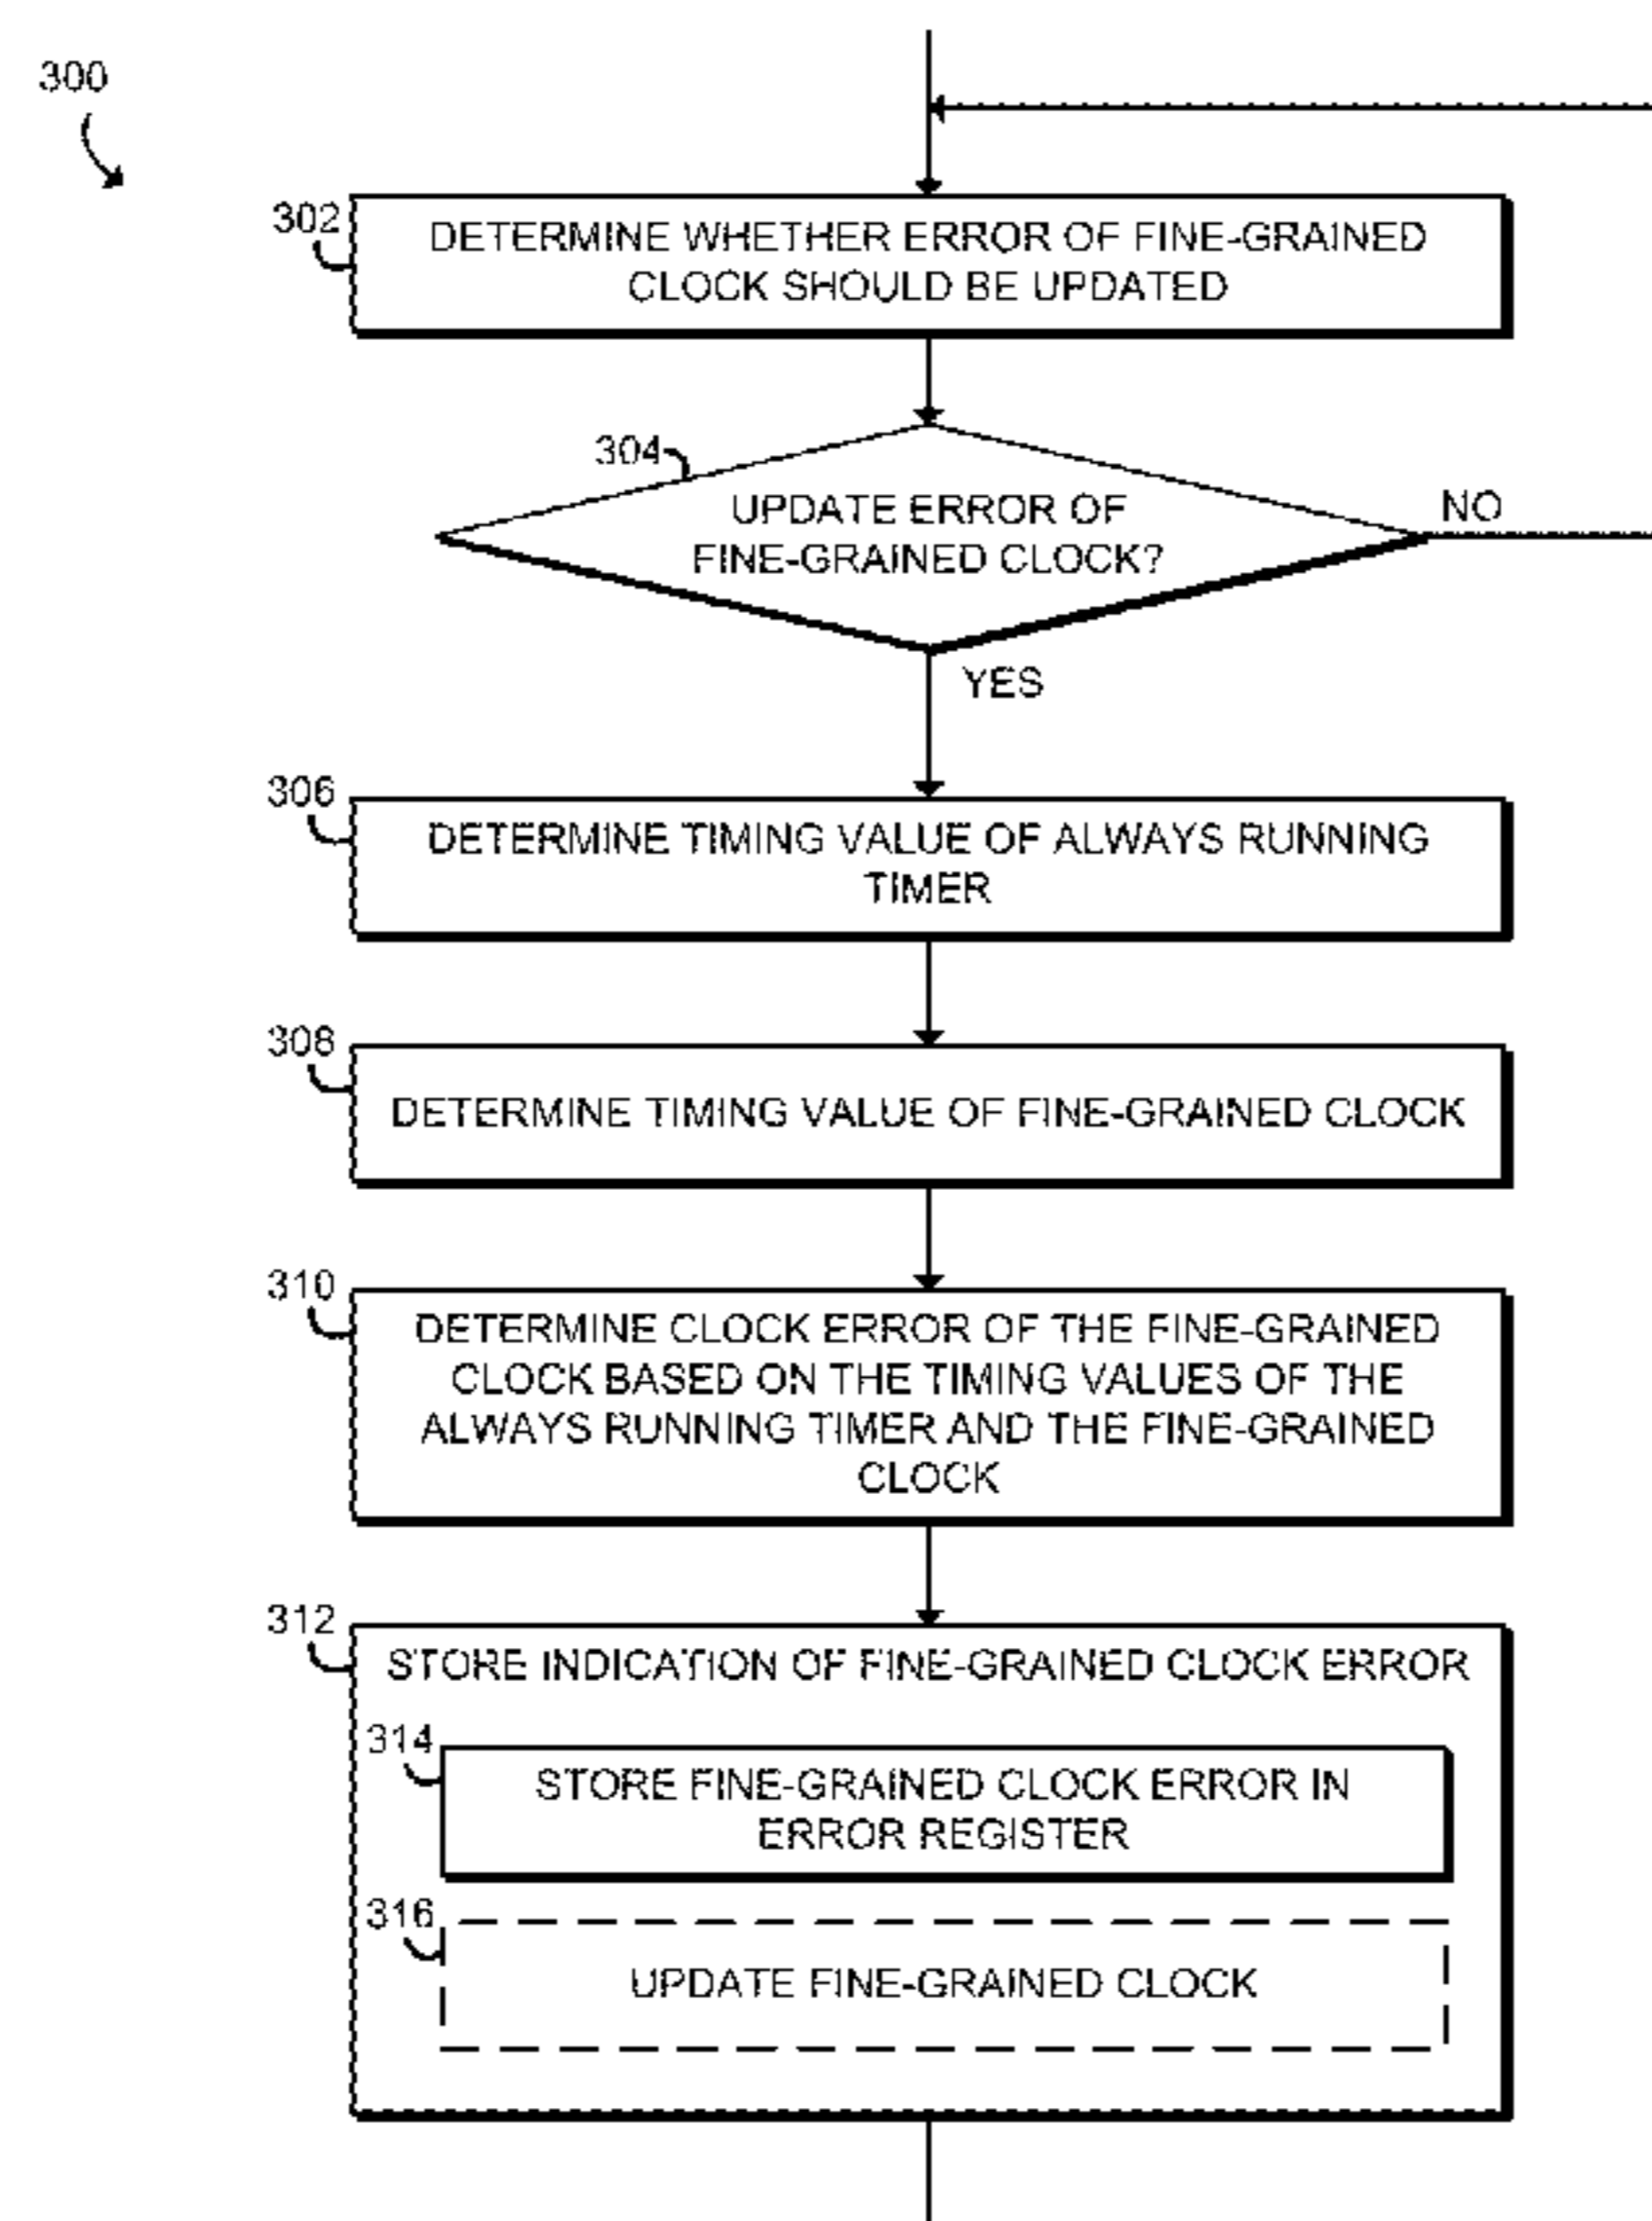 300
302
DETERMINE WHETHER ERROR OF FINE-GRAINED
CLOCK SHOULD BE UPDATED
304
UPDATE ERROR OF
FINE-GRAINED CLOCK?
NO
YES
306
DETERMINE TIMING VALUE OF ALWAYS RUNNING
TIMER
308
DETERMINE TIMING VALUE OF FINE-GRAINED CLOCK
310
DETERMINE CLOCK ERROR OF THE FINE-GRAINED
CLOCK BASED ON THE TIMING VALUES OF THE
ALWAYS RUNNING TIMER AND THE FINE-GRAINED
CLOCK
312
STORE INDICATION OF FINE-GRAINED CLOCK ERROR
314
STORE FINE-GRAINED CLOCK ERROR IN
ERROR REGISTER
316
UPDATE FINE-GRAINED CLOCK